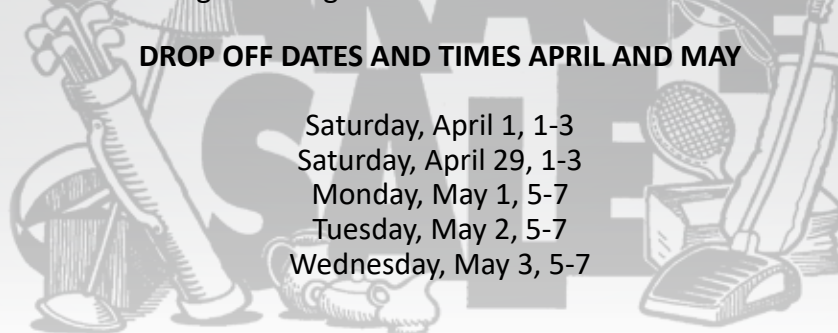 SALE
DROP OFF DATES AND TIMES APRIL AND MAY
Saturday, April 1, 1-3
Saturday, April 29, 1-3
Monday, May 1, 5-7
Tuesday, May 2, 5-7
Wednesday, May 3, 5-7